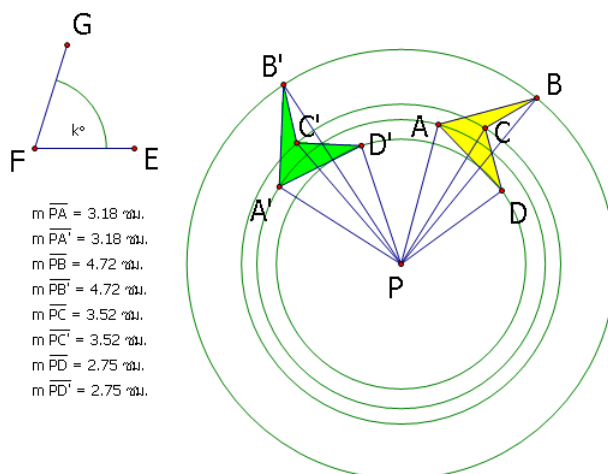 G
B'
B
A
C
C'
D'
k°
F
E
A'
D
P
m PA = 3.18 ซม.
m PA' = 3.18 ซม.
m PB = 4.72 ซม.
m PB' = 4.72 ซม.
m PC = 3.52 ซม.
m PC' = 3.52 ซม.
m PD = 2.75 ซม.
m PD' = 2.75 ซม.